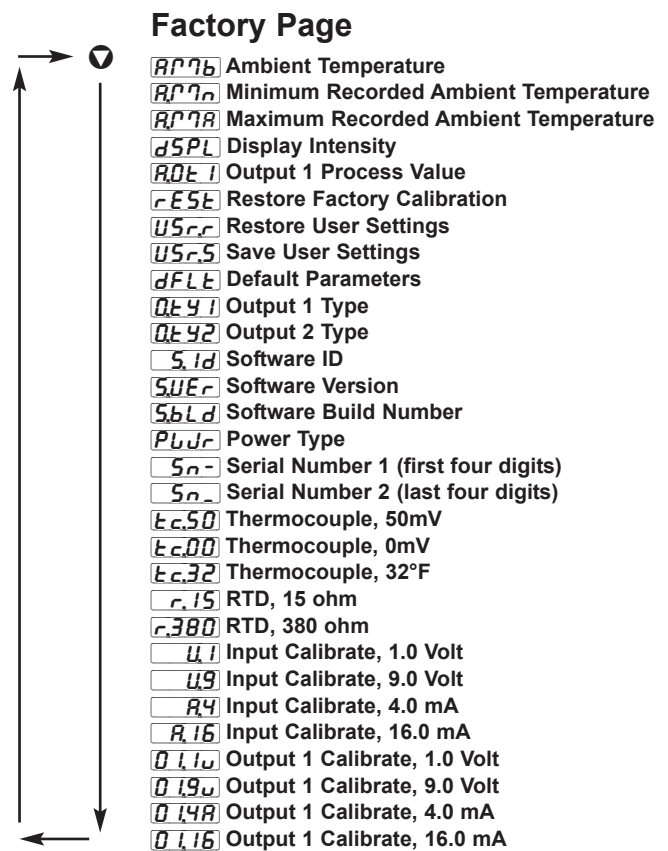 Factory Page
A.M7b Ambient Temperature
A.M7n Minimum Recorded Ambient Temperature
A.M7A Maximum Recorded Ambient Temperature
dSPL Display Intensity
A.Ot1 Output 1 Process Value
rESt Restore Factory Calibration
USr.r Restore User Settings
USr.S Save User Settings
dFLt Default Parameters
O.ty1 Output 1 Type
O.ty2 Output 2 Type
S.Id Software ID
S.VEr Software Version
S.bLd Software Build Number
PWr Power Type
Sn- Serial Number 1 (first four digits)
Sn_ Serial Number 2 (last four digits)
tc.50 Thermocouple, 50mV
tc.00 Thermocouple, 0mV
tc.32 Thermocouple, 32°F
r.15 RTD, 15 ohm
r.380 RTD, 380 ohm
U.1 Input Calibrate, 1.0 Volt
U.9 Input Calibrate, 9.0 Volt
A.4 Input Calibrate, 4.0 mA
A.16 Input Calibrate, 16.0 mA
O1.1u Output 1 Calibrate, 1.0 Volt
O1.9u Output 1 Calibrate, 9.0 Volt
O1.4A Output 1 Calibrate, 4.0 mA
O1.16 Output 1 Calibrate, 16.0 mA